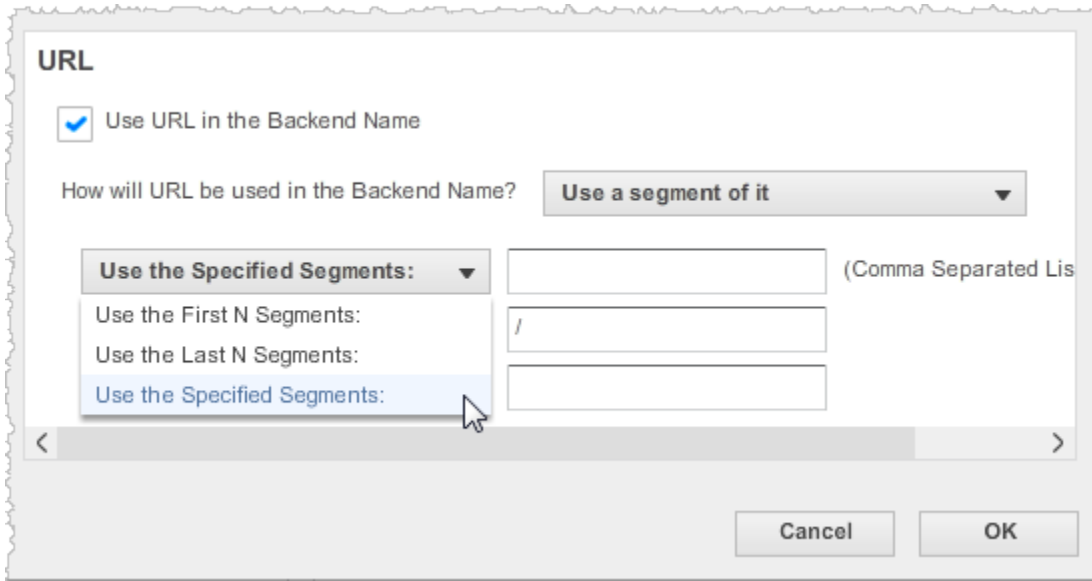 URL
Use URL in the Backend Name
How will URL be used in the Backend Name? Use a segment of it
Use the Specified Segments: (Comma Separated Lis
Use the First N Segments:
/
Use the Last N Segments:
Use the Specified Segments:
Cancel OK